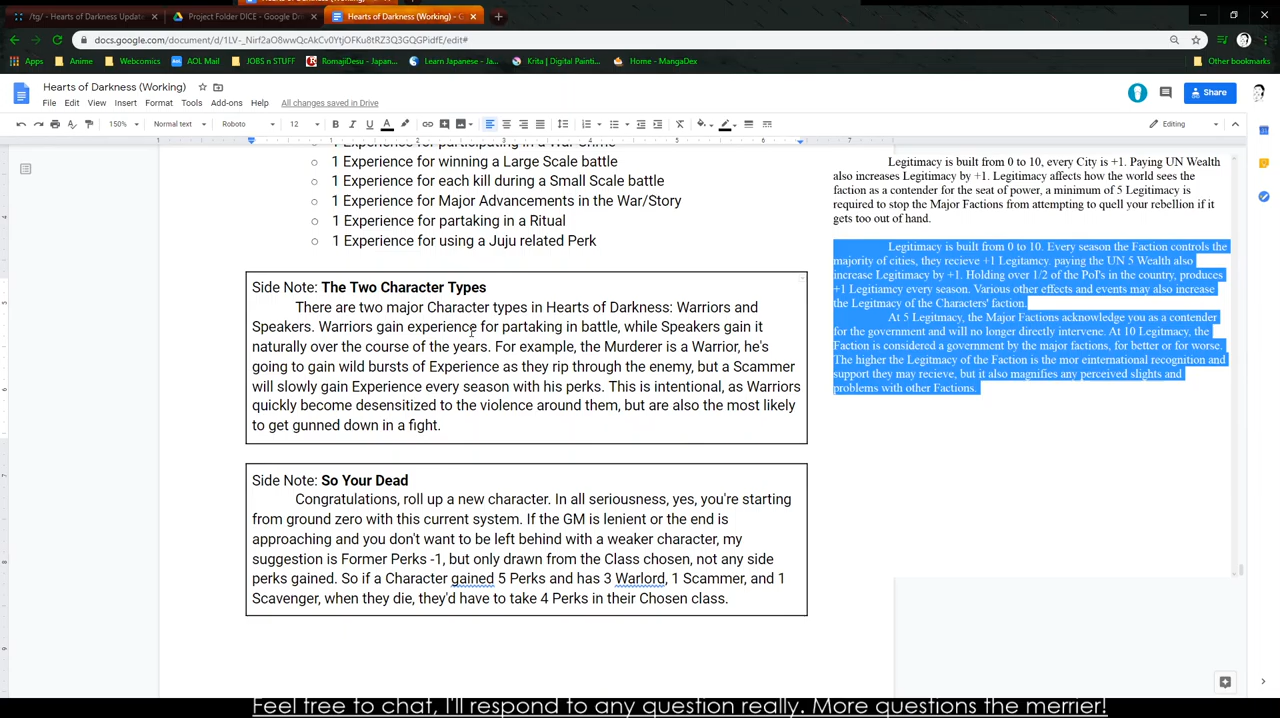 /tg/ - Hearts of Darkness Updat
Project Folder DICE - Google Dri
Hearts of Darkness (Working) - G
docs.google.com/document/d/1LV-_Nirf2aO8wwQcAkCv0YtjOFKu8tRZ3Q3GQGPidfE/edit#
Apps
Anime
Webcomics
AOL Mail
JOBS n STUFF
RomajiDesu - Japan...
Learn Japanese - Ja...
Krita | Digital Painti...
Home - MangaDex
Other bookmarks
Hearts of Darkness (Working)
File Edit View Insert Format Tools Add-ons Help All changes saved in Drive
Share
150% Normal text Roboto 12 Editing
1 Experience for participating in a War Crime
1 Experience for winning a Large Scale battle
1 Experience for each kill during a Small Scale battle
1 Experience for Major Advancements in the War/Story
1 Experience for partaking in a Ritual
1 Experience for using a Juju related Perk
Side Note: The Two Character Types
There are two major Character types in Hearts of Darkness: Warriors and
Speakers. Warriors gain experience for partaking in battle, while Speakers gain it
naturally over the course of the years. For example, the Murderer is a Warrior, he's
going to gain wild bursts of Experience as they rip through the enemy, but a Scammer
will slowly gain Experience every season with his perks. This is intentional, as Warriors
quickly become desensitized to the violence around them, but are also the most likely
to get gunned down in a fight.
Side Note: So Your Dead
Congratulations, roll up a new character. In all seriousness, yes, you're starting
from ground zero with this current system. If the GM is lenient or the end is
approaching and you don't want to be left behind with a weaker character, my
suggestion is Former Perks -1, but only drawn from the Class chosen, not any side
perks gained. So if a Character gained 5 Perks and has 3 Warlord, 1 Scammer, and 1
Scavenger, when they die, they'd have to take 4 Perks in their Chosen class.
Legitimacy is built from 0 to 10, every City is +1. Paying UN Wealth
also increases Legitimacy by +1. Legitimacy affects how the world sees the
faction as a contender for the seat of power, a minimum of 5 Legitimacy is
required to stop the Major Factions from attempting to quell your rebellion if it
gets too out of hand.
Legitimacy is built from 0 to 10. Every season the Faction controls the
majority of cities, they recieve +1 Legitamcy. paying the UN 5 Wealth also
increase Legitimacy by +1. Holding over 1/2 of the PoI's in the country, produces
+1 Legitiamcy every season. Various other effects and events may also increase
the Legitmacy of the Characters' faction.
At 5 Legitmacy, the Major Factions acknowledge you as a contender
for the government and will no longer directly intervene. At 10 Legitmacy, the
Faction is considered a government by the major factions, for better or for worse.
The higher the Legitmacy of the Faction is the mor einternational recognition and
support they may recieve, but it also magnifies any perceived slights and
problems with other Factions.
Feel free to chat, I'll respond to any question really. More questions the merrier!